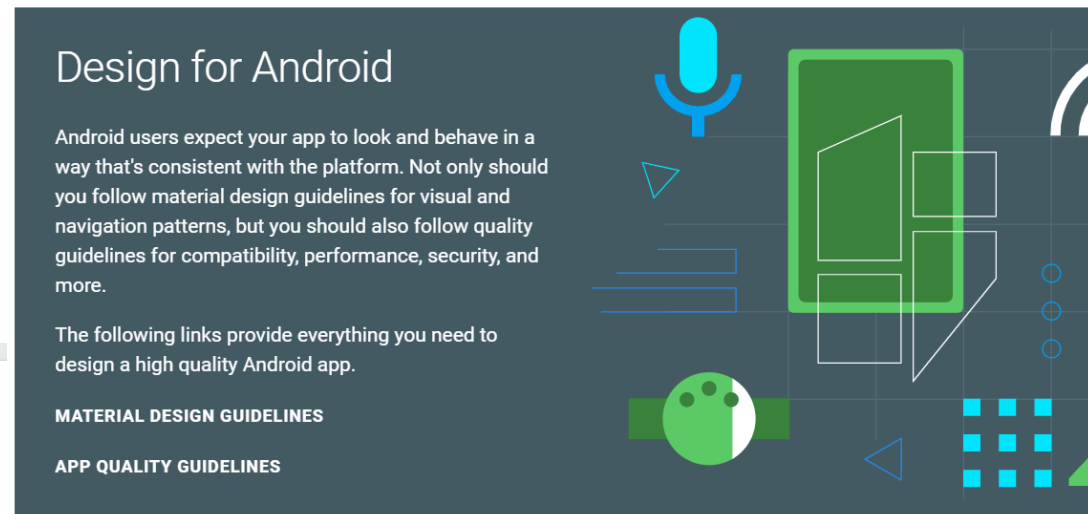 Design for Android
Android users expect your app to look and behave in a
way that's consistent with the platform. Not only should
you follow material design guidelines for visual and
navigation patterns, but you should also follow quality
guidelines for compatibility, performance, security, and
more.
The following links provide everything you need to
design a high quality Android app.
MATERIAL DESIGN GUIDELINES
APP QUALITY GUIDELINES